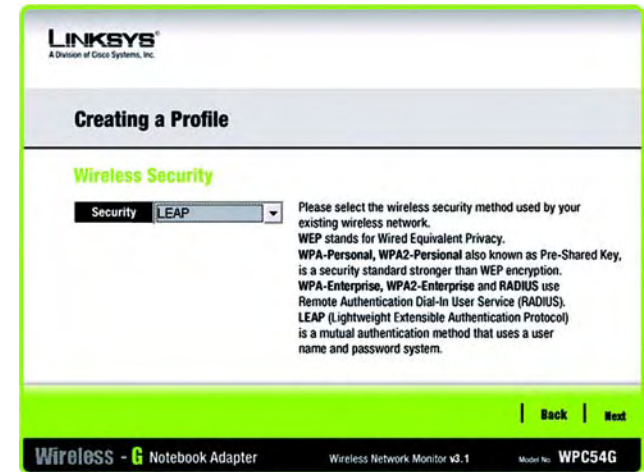 LINKSYS®
A Division of Cisco Systems, Inc.
Creating a Profile
Wireless Security
Security LEAP
Please select the wireless security method used by your
existing wireless network.
WEP stands for Wired Equivalent Privacy.
WPA-Personal, WPA2-Persional also known as Pre-Shared Key,
is a security standard stronger than WEP encryption.
WPA-Enterprise, WPA2-Enterprise and RADIUS use
Remote Authentication Dial-In User Service (RADIUS).
LEAP (Lightweight Extensible Authentication Protocol)
is a mutual authentication method that uses a user
name and password system.
Back Next
Wireless - G Notebook Adapter Wireless Network Monitor v3.1 Model No. WPC54G